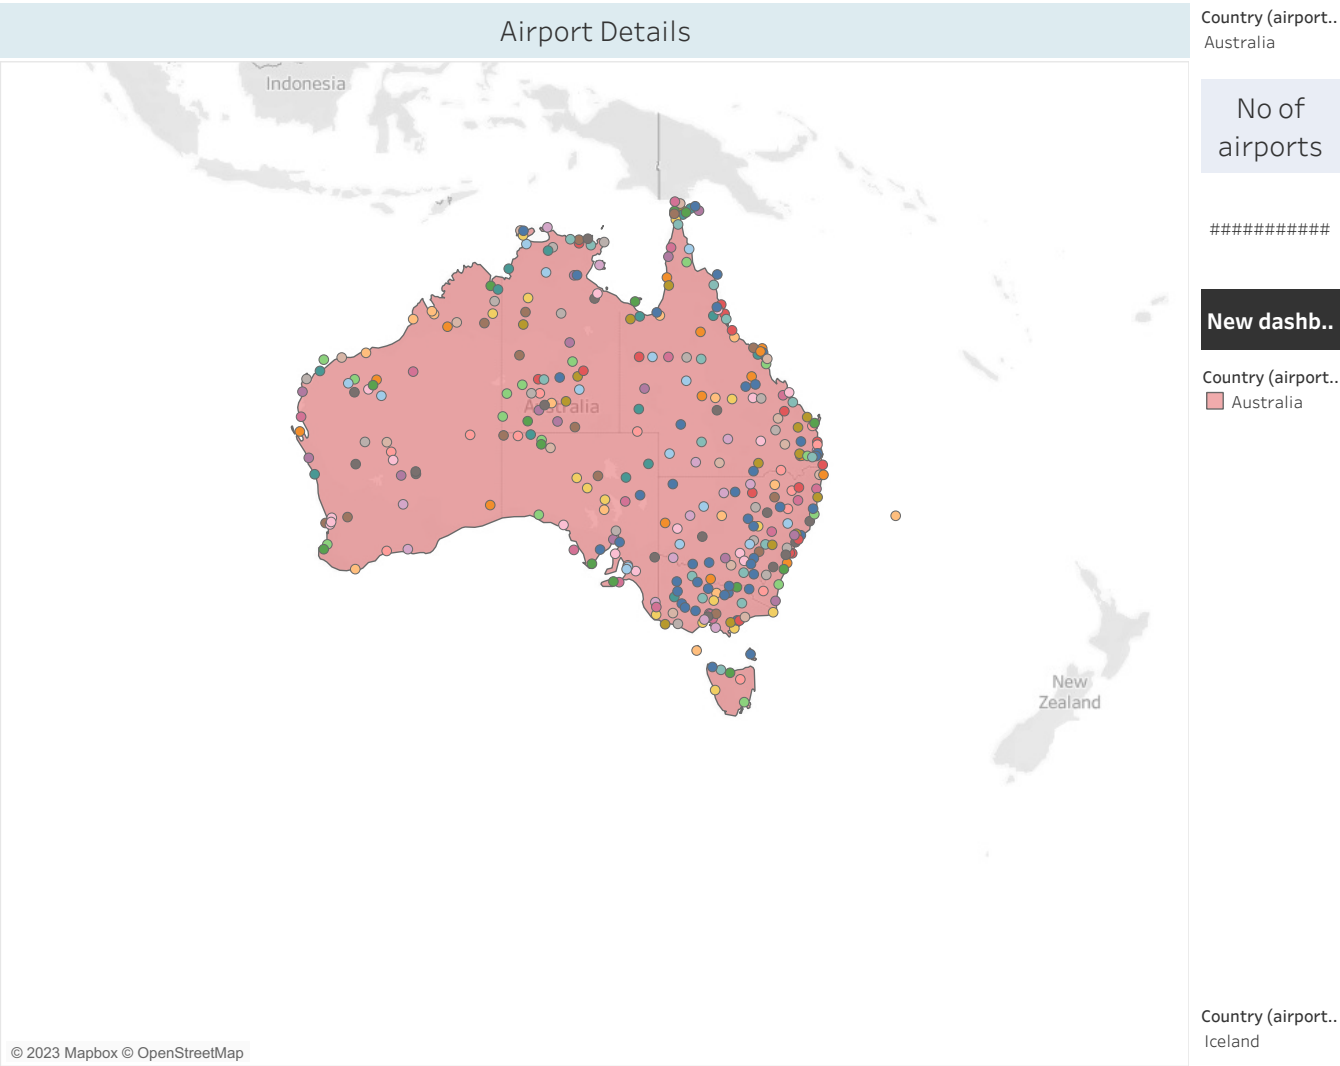 Airport Details
Indonesia
Australia
New
Zealand
© 2023 Mapbox © OpenStreetMap
Country (airport..
Australia
No of
airports
###########
New dashb..
Country (airport..
Australia
Country (airport..
Iceland